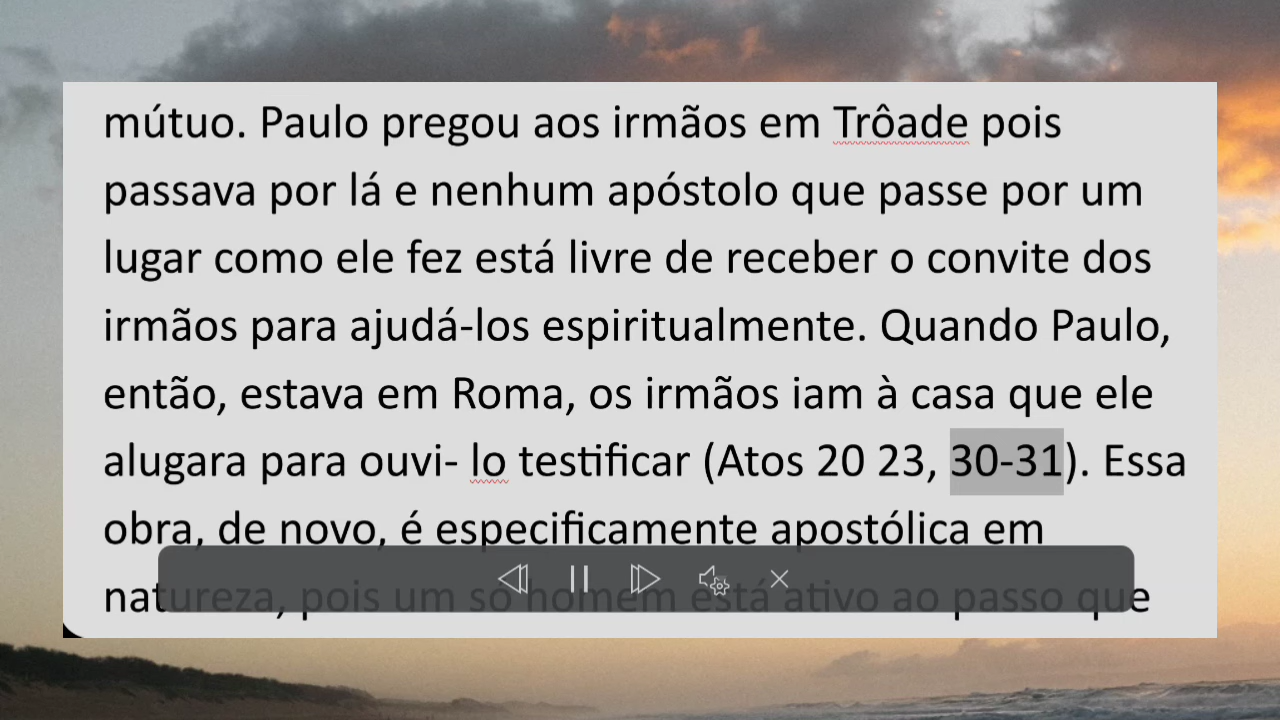 mútuo. Paulo pregou aos irmãos em Trôade pois
passava por lá e nenhum apóstolo que passe por um
lugar como ele fez está livre de receber o convite dos
irmãos para ajudá-los espiritualmente. Quando Paulo,
então, estava em Roma, os irmãos iam à casa que ele
alugara para ouvi- lo testificar (Atos 20 23, 30-31). Essa
obra, de novo, é especificamente apostólica em
natureza, pois um só homem está ativo ao passo que